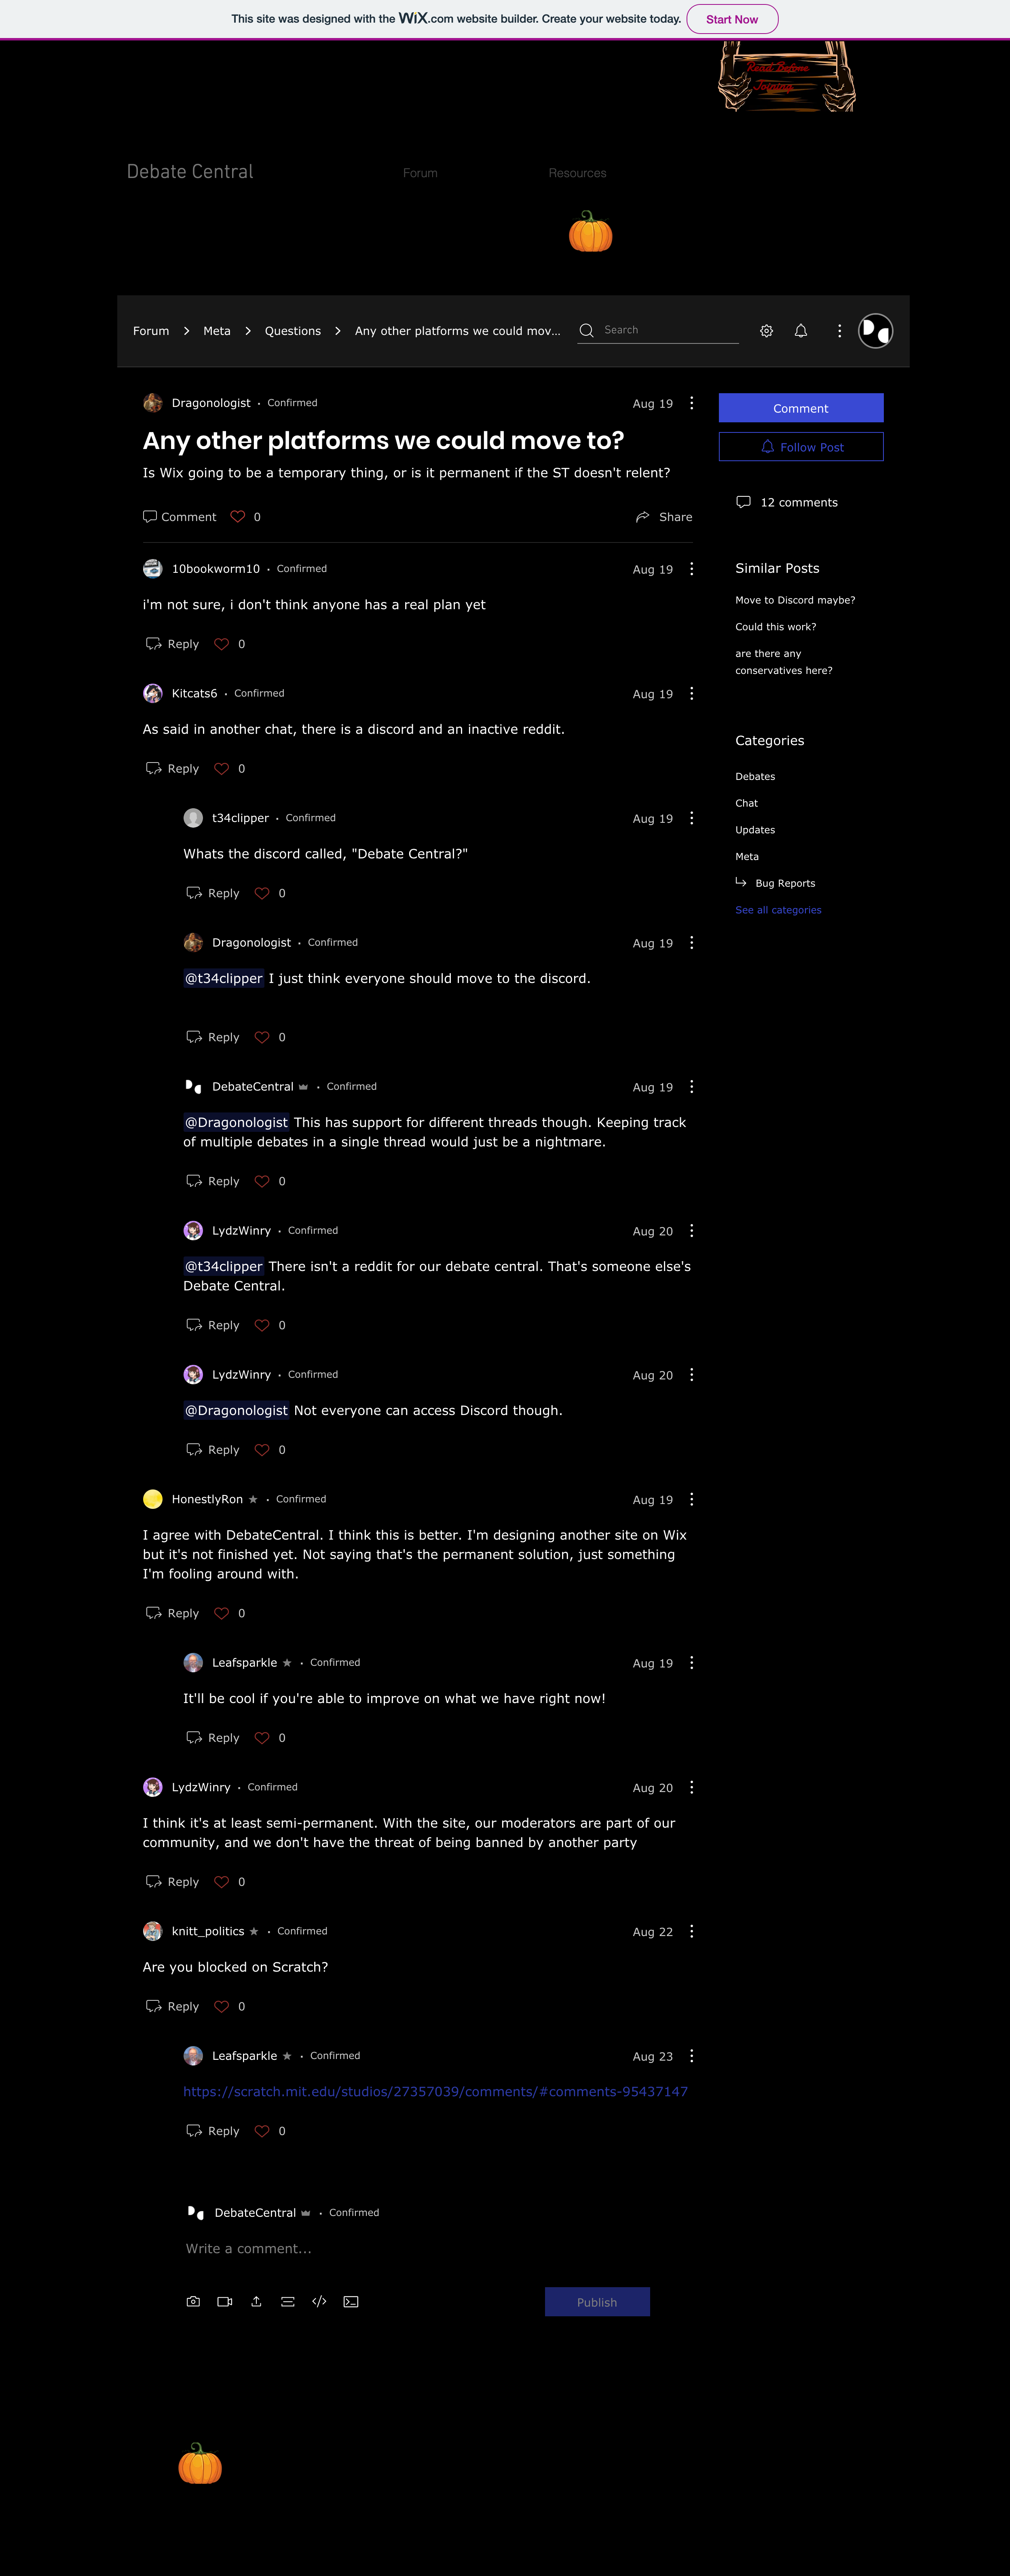 This site was designed with the WiX.com website builder. Create your website today. Start Now
Read Before
Joining
Debate Central
Forum
Resources
Forum > Meta > Questions > Any other platforms we could mov...
Search
Dragonologist · Confirmed
Aug 19
Any other platforms we could move to?
Is Wix going to be a temporary thing, or is it permanent if the ST doesn't relent?
Comment 0
Share
10bookworm10 · Confirmed
Aug 19
i'm not sure, i don't think anyone has a real plan yet
Reply 0
Kitcats6 · Confirmed
Aug 19
As said in another chat, there is a discord and an inactive reddit.
Reply 0
t34clipper · Confirmed
Aug 19
Whats the discord called, "Debate Central?"
Reply 0
Dragonologist · Confirmed
Aug 19
@t34clipper I just think everyone should move to the discord.
Reply 0
DebateCentral · Confirmed
Aug 19
@Dragonologist This has support for different threads though. Keeping track
of multiple debates in a single thread would just be a nightmare.
Reply 0
LydzWinry · Confirmed
Aug 20
@t34clipper There isn't a reddit for our debate central. That's someone else's
Debate Central.
Reply 0
LydzWinry · Confirmed
Aug 20
@Dragonologist Not everyone can access Discord though.
Reply 0
HonestlyRon · Confirmed
Aug 19
I agree with DebateCentral. I think this is better. I'm designing another site on Wix
but it's not finished yet. Not saying that's the permanent solution, just something
I'm fooling around with.
Reply 0
Leafsparkle · Confirmed
Aug 19
It'll be cool if you're able to improve on what we have right now!
Reply 0
LydzWinry · Confirmed
Aug 20
I think it's at least semi-permanent. With the site, our moderators are part of our
community, and we don't have the threat of being banned by another party
Reply 0
knitt_politics · Confirmed
Aug 22
Are you blocked on Scratch?
Reply 0
Leafsparkle · Confirmed
Aug 23
https://scratch.mit.edu/studios/27357039/comments/#comments-95437147
Reply 0
DebateCentral · Confirmed
Write a comment...
Publish
Comment
Follow Post
12 comments
Similar Posts
Move to Discord maybe?
Could this work?
are there any
conservatives here?
Categories
Debates
Chat
Updates
Meta
Bug Reports
See all categories